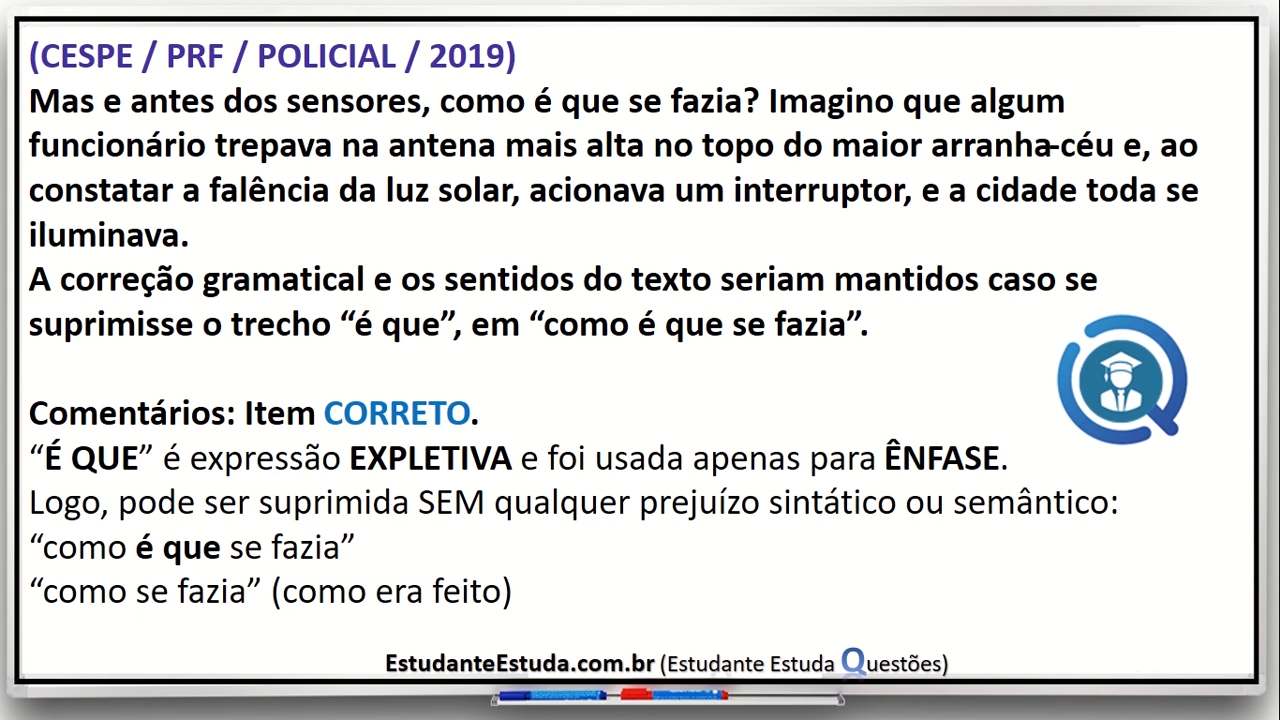 (CESPE / PRF / POLICIAL / 2019)
Mas e antes dos sensores, como é que se fazia? Imagino que algum
funcionário trepava na antena mais alta no topo do maior arranha-céu e, ao
constatar a falência da luz solar, acionava um interruptor, e a cidade toda se
iluminava.
A correção gramatical e os sentidos do texto seriam mantidos caso se
suprimisse o trecho “é que”, em “como é que se fazia”.
Comentários: Item CORRETO.
“É QUE” é expressão EXPLETIVA e foi usada apenas para ÊNFASE.
Logo, pode ser suprimida SEM qualquer prejuízo sintático ou semântico:
“como é que se fazia”
“como se fazia” (como era feito)
EstudanteEstuda.com.br (Estudante Estuda Questões)